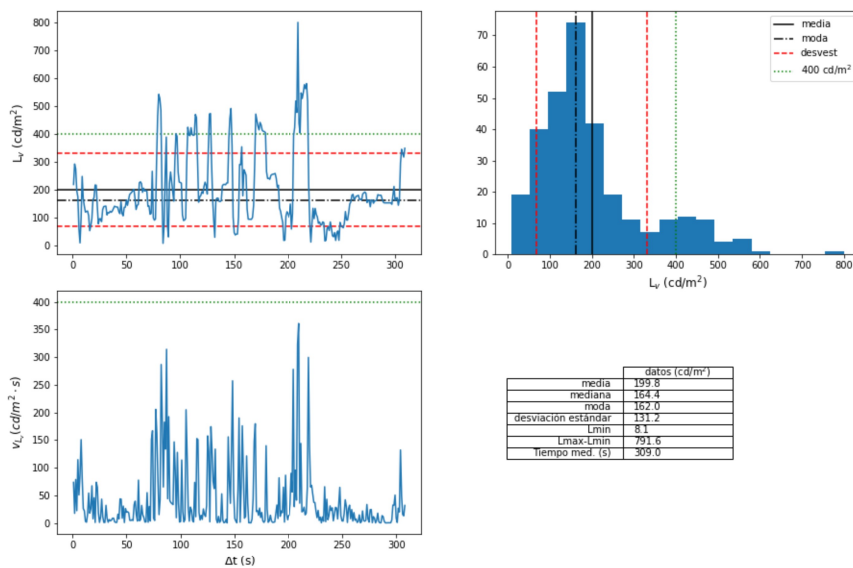 800
700
600
500
400
300
200
100
0
L_v (cd/m²)
0 50 100 150 200 250 300
media
moda
desvest
400 cd/m²
70
60
50
40
30
20
10
0
0 100 200 300 400 500 600 700 800
L_v (cd/m²)
400
350
300
250
200
150
100
50
0
v_{L_v}(cd/m² · s)
0 50 100 150 200 250 300
Δt (s)
datos (cd/m²)
media 199.8
mediana 164.4
moda 162.0
desviación estándar 131.2
Lmin 8.1
Lmax-Lmin 791.6
Tiempo med. (s) 309.0